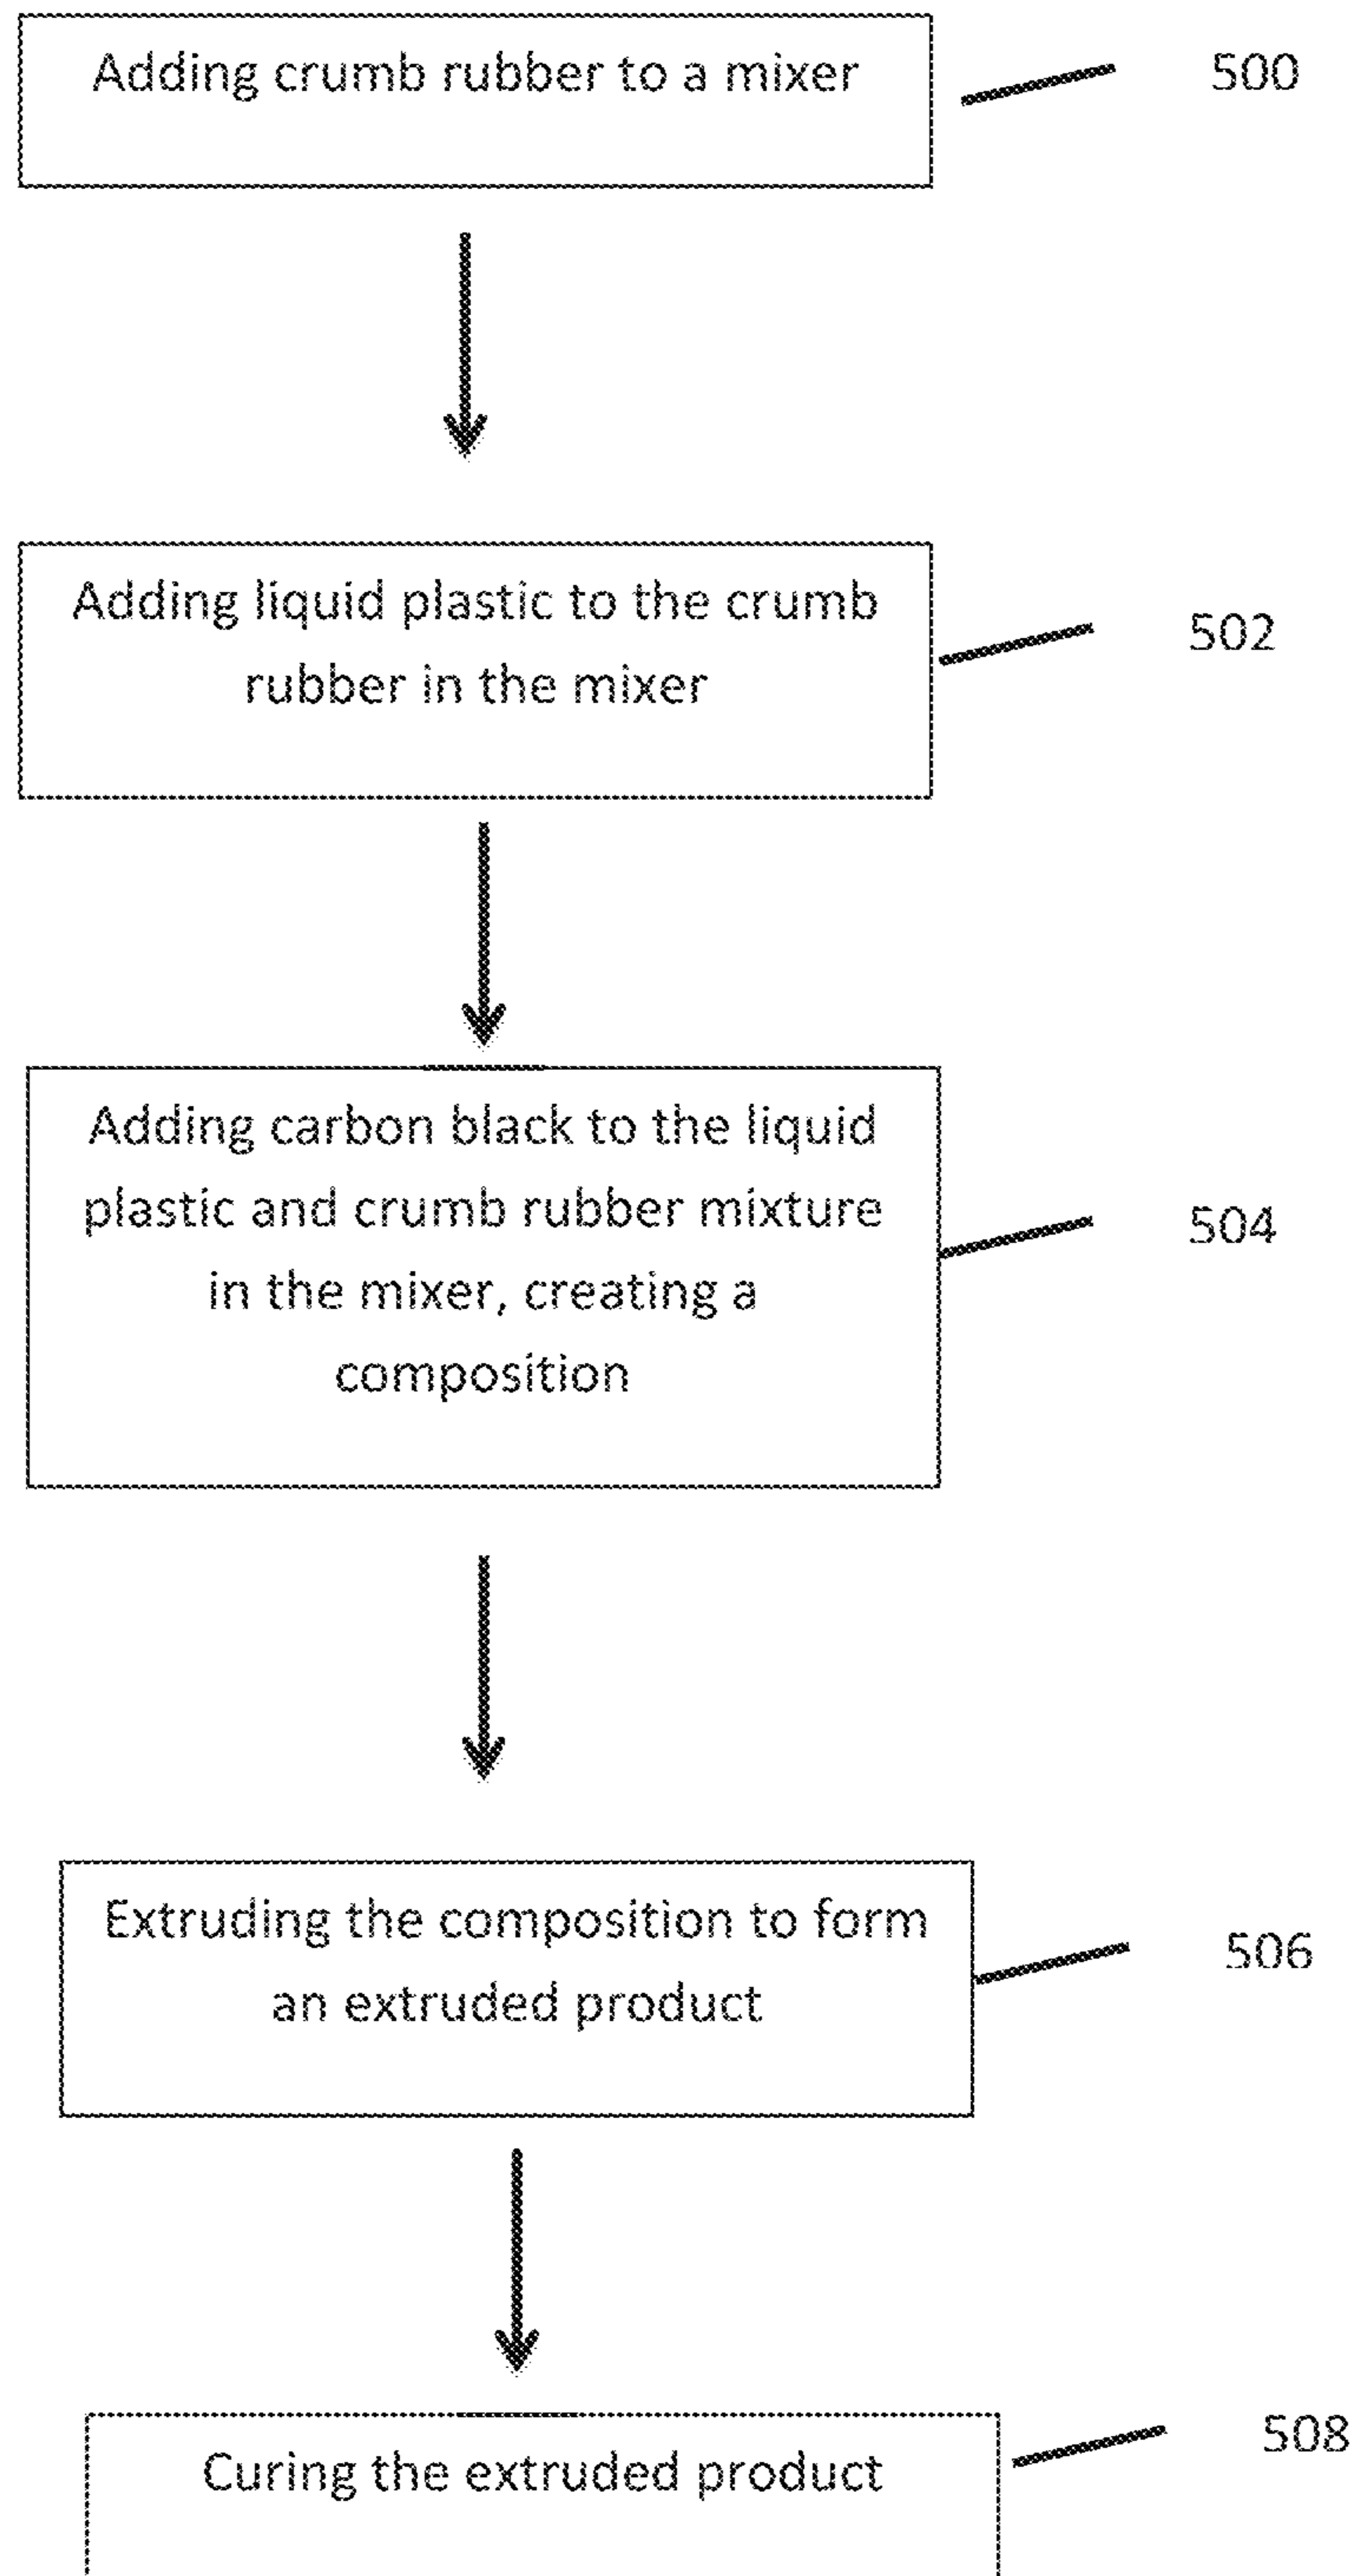 Adding crumb rubber to a mixer
500
Adding liquid plastic to the crumb
rubber in the mixer
502
Adding carbon black to the liquid
plastic and crumb rubber mixture
in the mixer, creating a
composition
504
Extruding the composition to form
an extruded product
506
Curing the extruded product
508